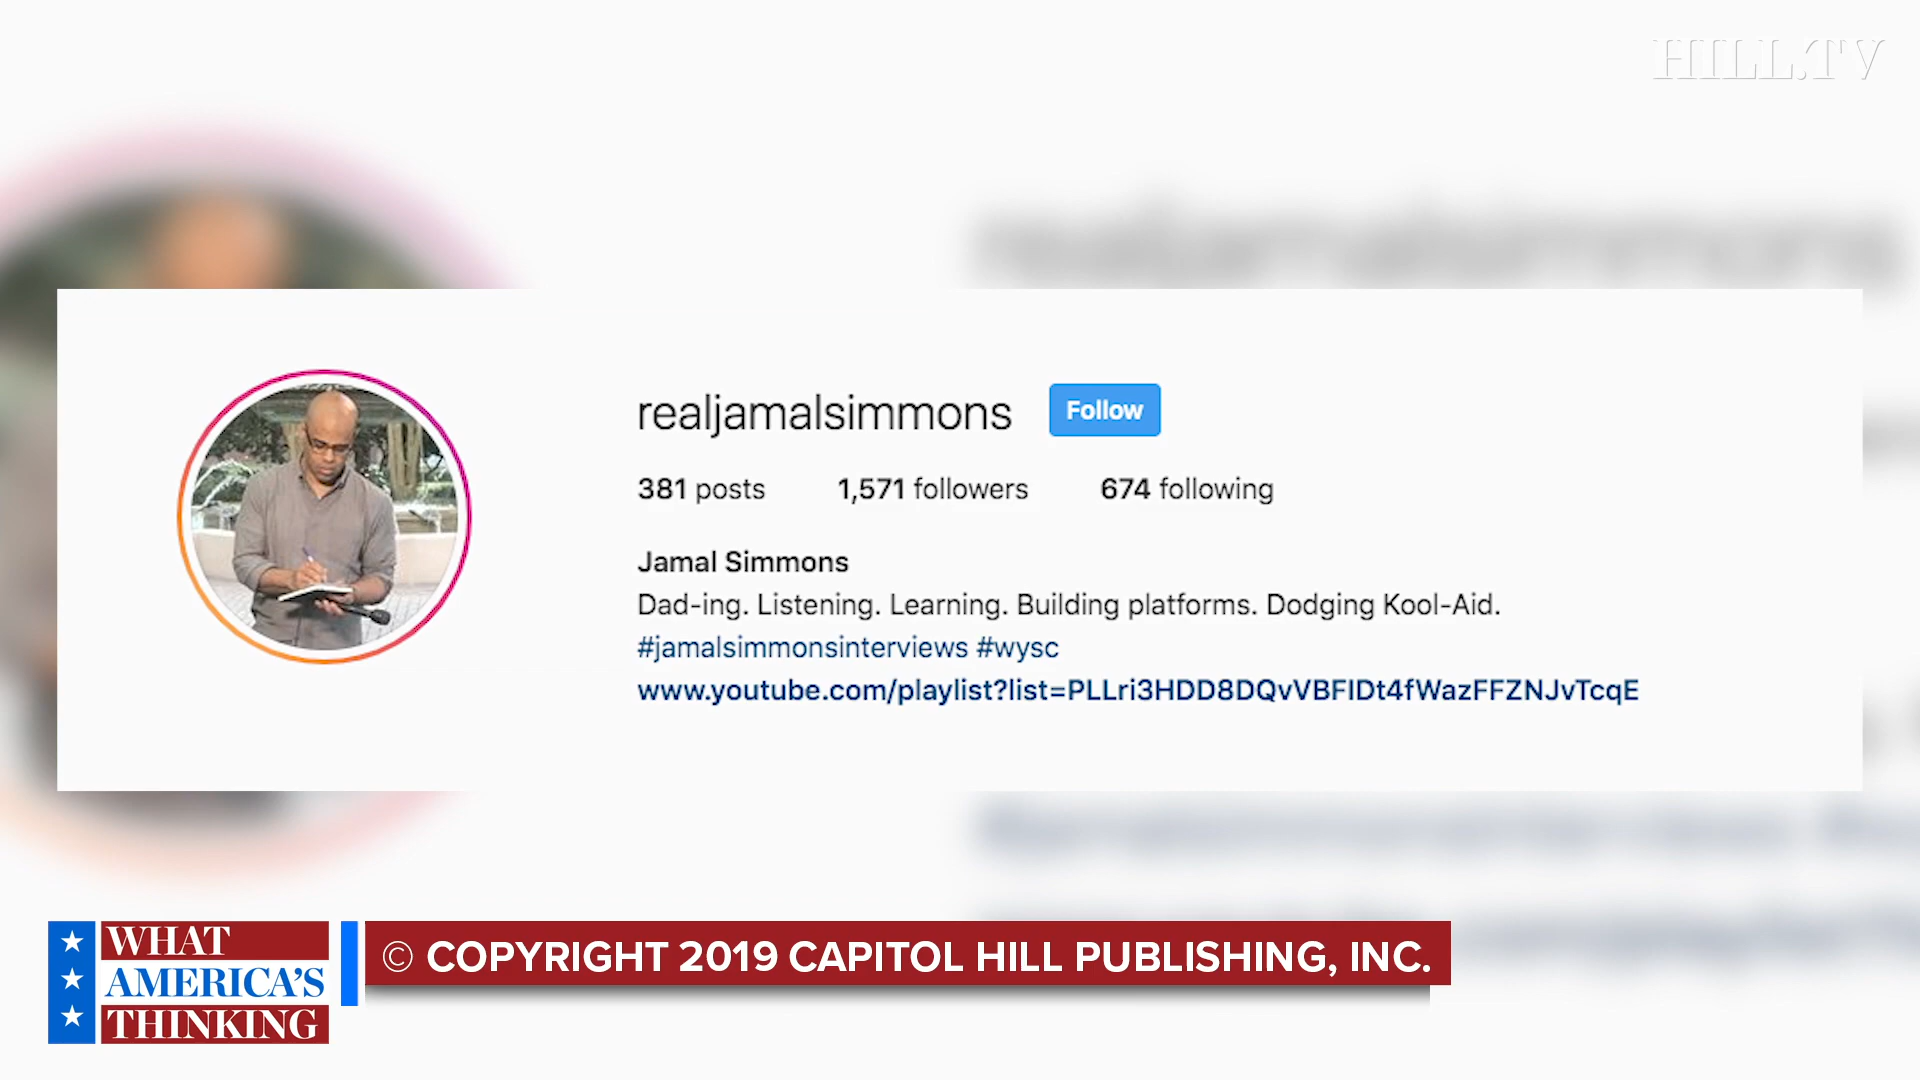 HILL.TV
realjamalsimmons Follow
381 posts 1,571 followers 674 following
Jamal Simmons
Dad-ing. Listening. Learning. Building platforms. Dodging Kool-Aid.
#jamalsimmonsinterviews #wysc
www.youtube.com/playlist?list=PLLri3HDD8DQvVBFIDt4fWazFFZNJvTcqE
WHAT
AMERICA'S
THINKING
© COPYRIGHT 2019 CAPITOL HILL PUBLISHING, INC.